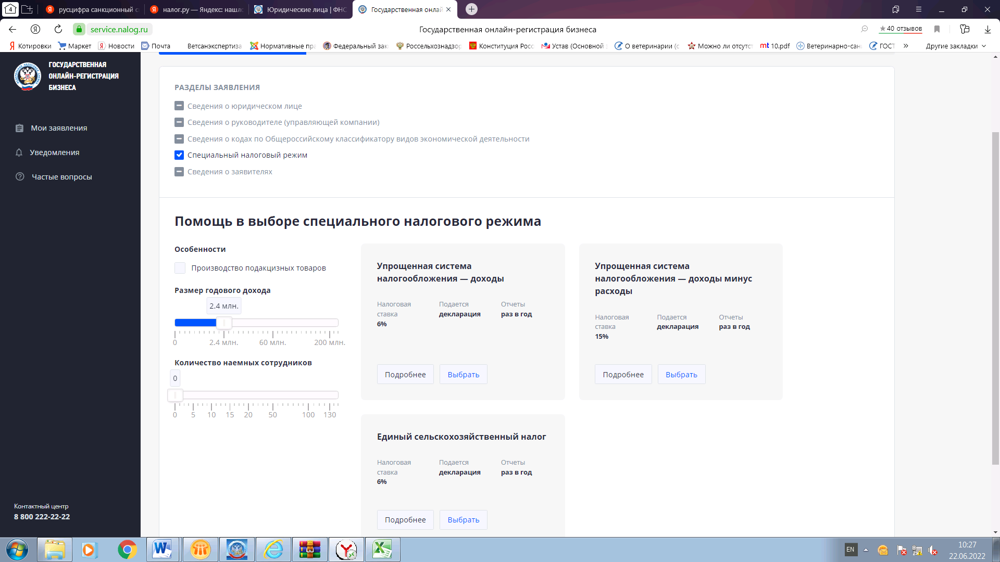 4
русцифра санкционный с
налог.ру — Яндекс: нашло
Юридические лица | ФНС
Государственная онлай
service.nalog.ru
Государственная онлайн-регистрация бизнеса
40 отзывов
Котировки
Маркет
Новости
Почта
Ветсанэкспертиза
Нормативные пра
Федеральный зак
Россельхознадзор
Конституция Росс
Устав (Основной з
О ветеринарии (с
Можно ли отсутст
mt 10.pdf
Ветеринарно-сан
ГОСТ
Другие закладки
ГОСУДАРСТВЕННАЯ
ОНЛАЙН-РЕГИСТРАЦИЯ
БИЗНЕСА
Мои заявления
Уведомления
Частые вопросы
Контактный центр
8 800 222-22-22
РАЗДЕЛЫ ЗАЯВЛЕНИЯ
Сведения о юридическом лице
Сведения о руководителе (управляющей компании)
Сведения о кодах по Общероссийскому классификатору видов экономической деятельности
Специальный налоговый режим
Сведения о заявителях
Помощь в выборе специального налогового режима
Особенности
Производство подакцизных товаров
Размер годового дохода
2.4 млн.
0 2.4 млн. 60 млн. 200 млн.
Количество наемных сотрудников
0
0 5 10 15 20 50 100 130
Упрощенная система
налогообложения — доходы
Налоговая
ставка
6%
Подается
декларация
Отчеты
раз в год
Подробнее
Выбрать
Упрощенная система
налогообложения — доходы минус
расходы
Налоговая
ставка
15%
Подается
декларация
Отчеты
раз в год
Подробнее
Выбрать
Единый сельскохозяйственный налог
Налоговая
ставка
6%
Подается
декларация
Отчеты
раз в год
Подробнее
Выбрать
EN
10:27
22.06.2022